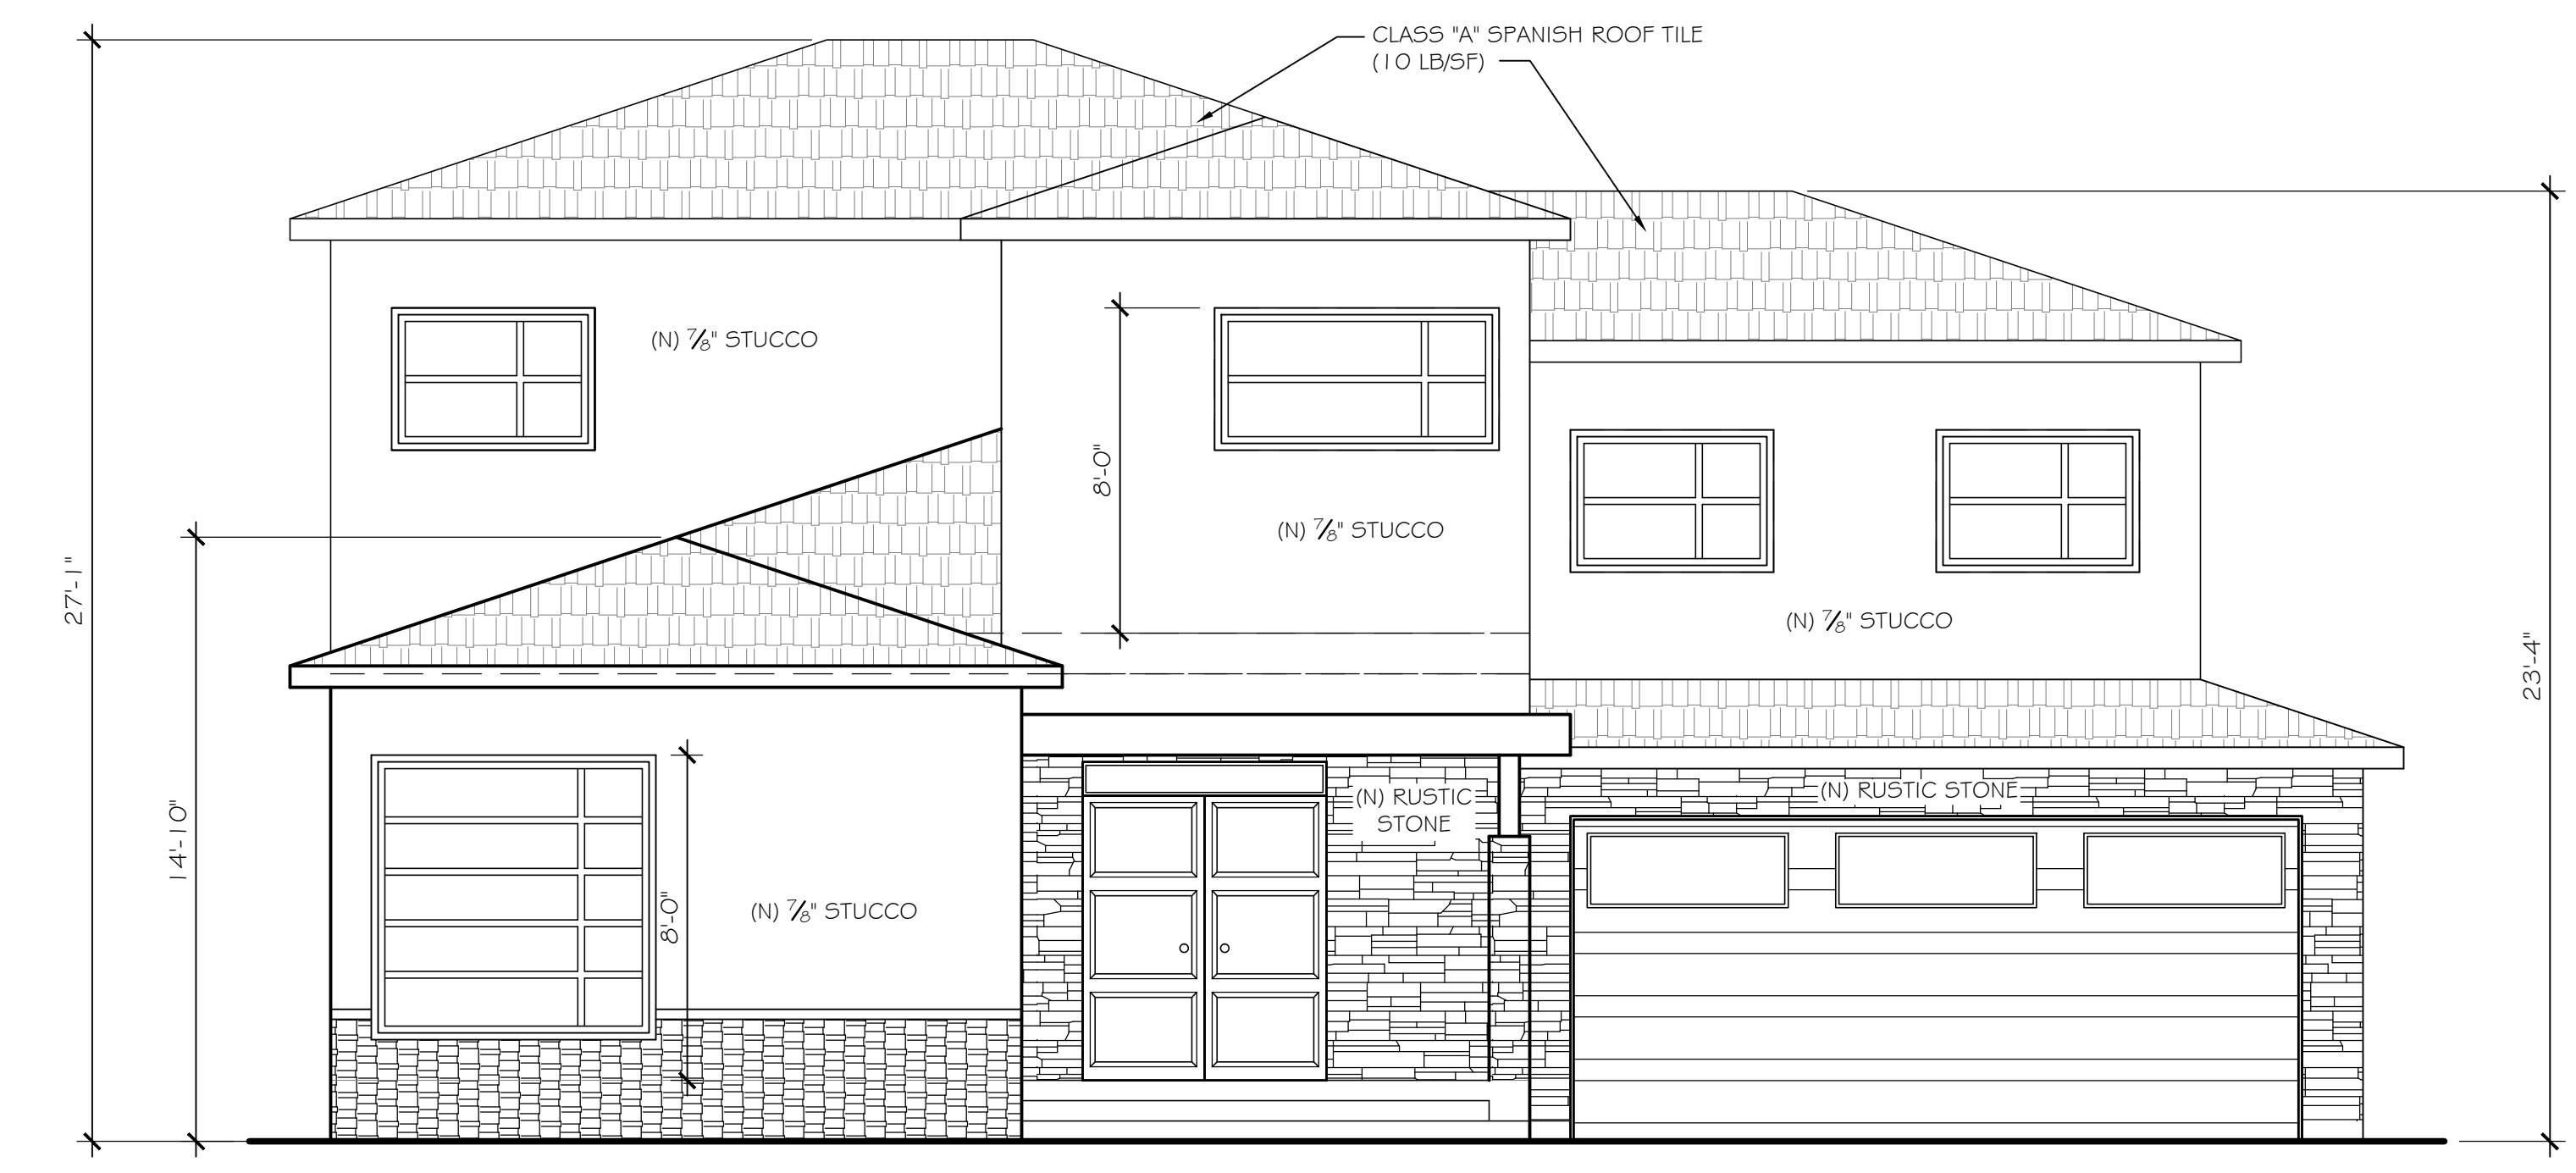 CLASS "A" SPANISH ROOF TILE
(10 LB/SF)
(N) 7/8" STUCCO
8'-0"
(N) 7/8" STUCCO
27'-1"
(N) 7/8" STUCCO
23'-4"
14'-10"
(N) RUSTIC
STONE
(N) RUSTIC STONE
8'-0"
(N) 7/8" STUCCO